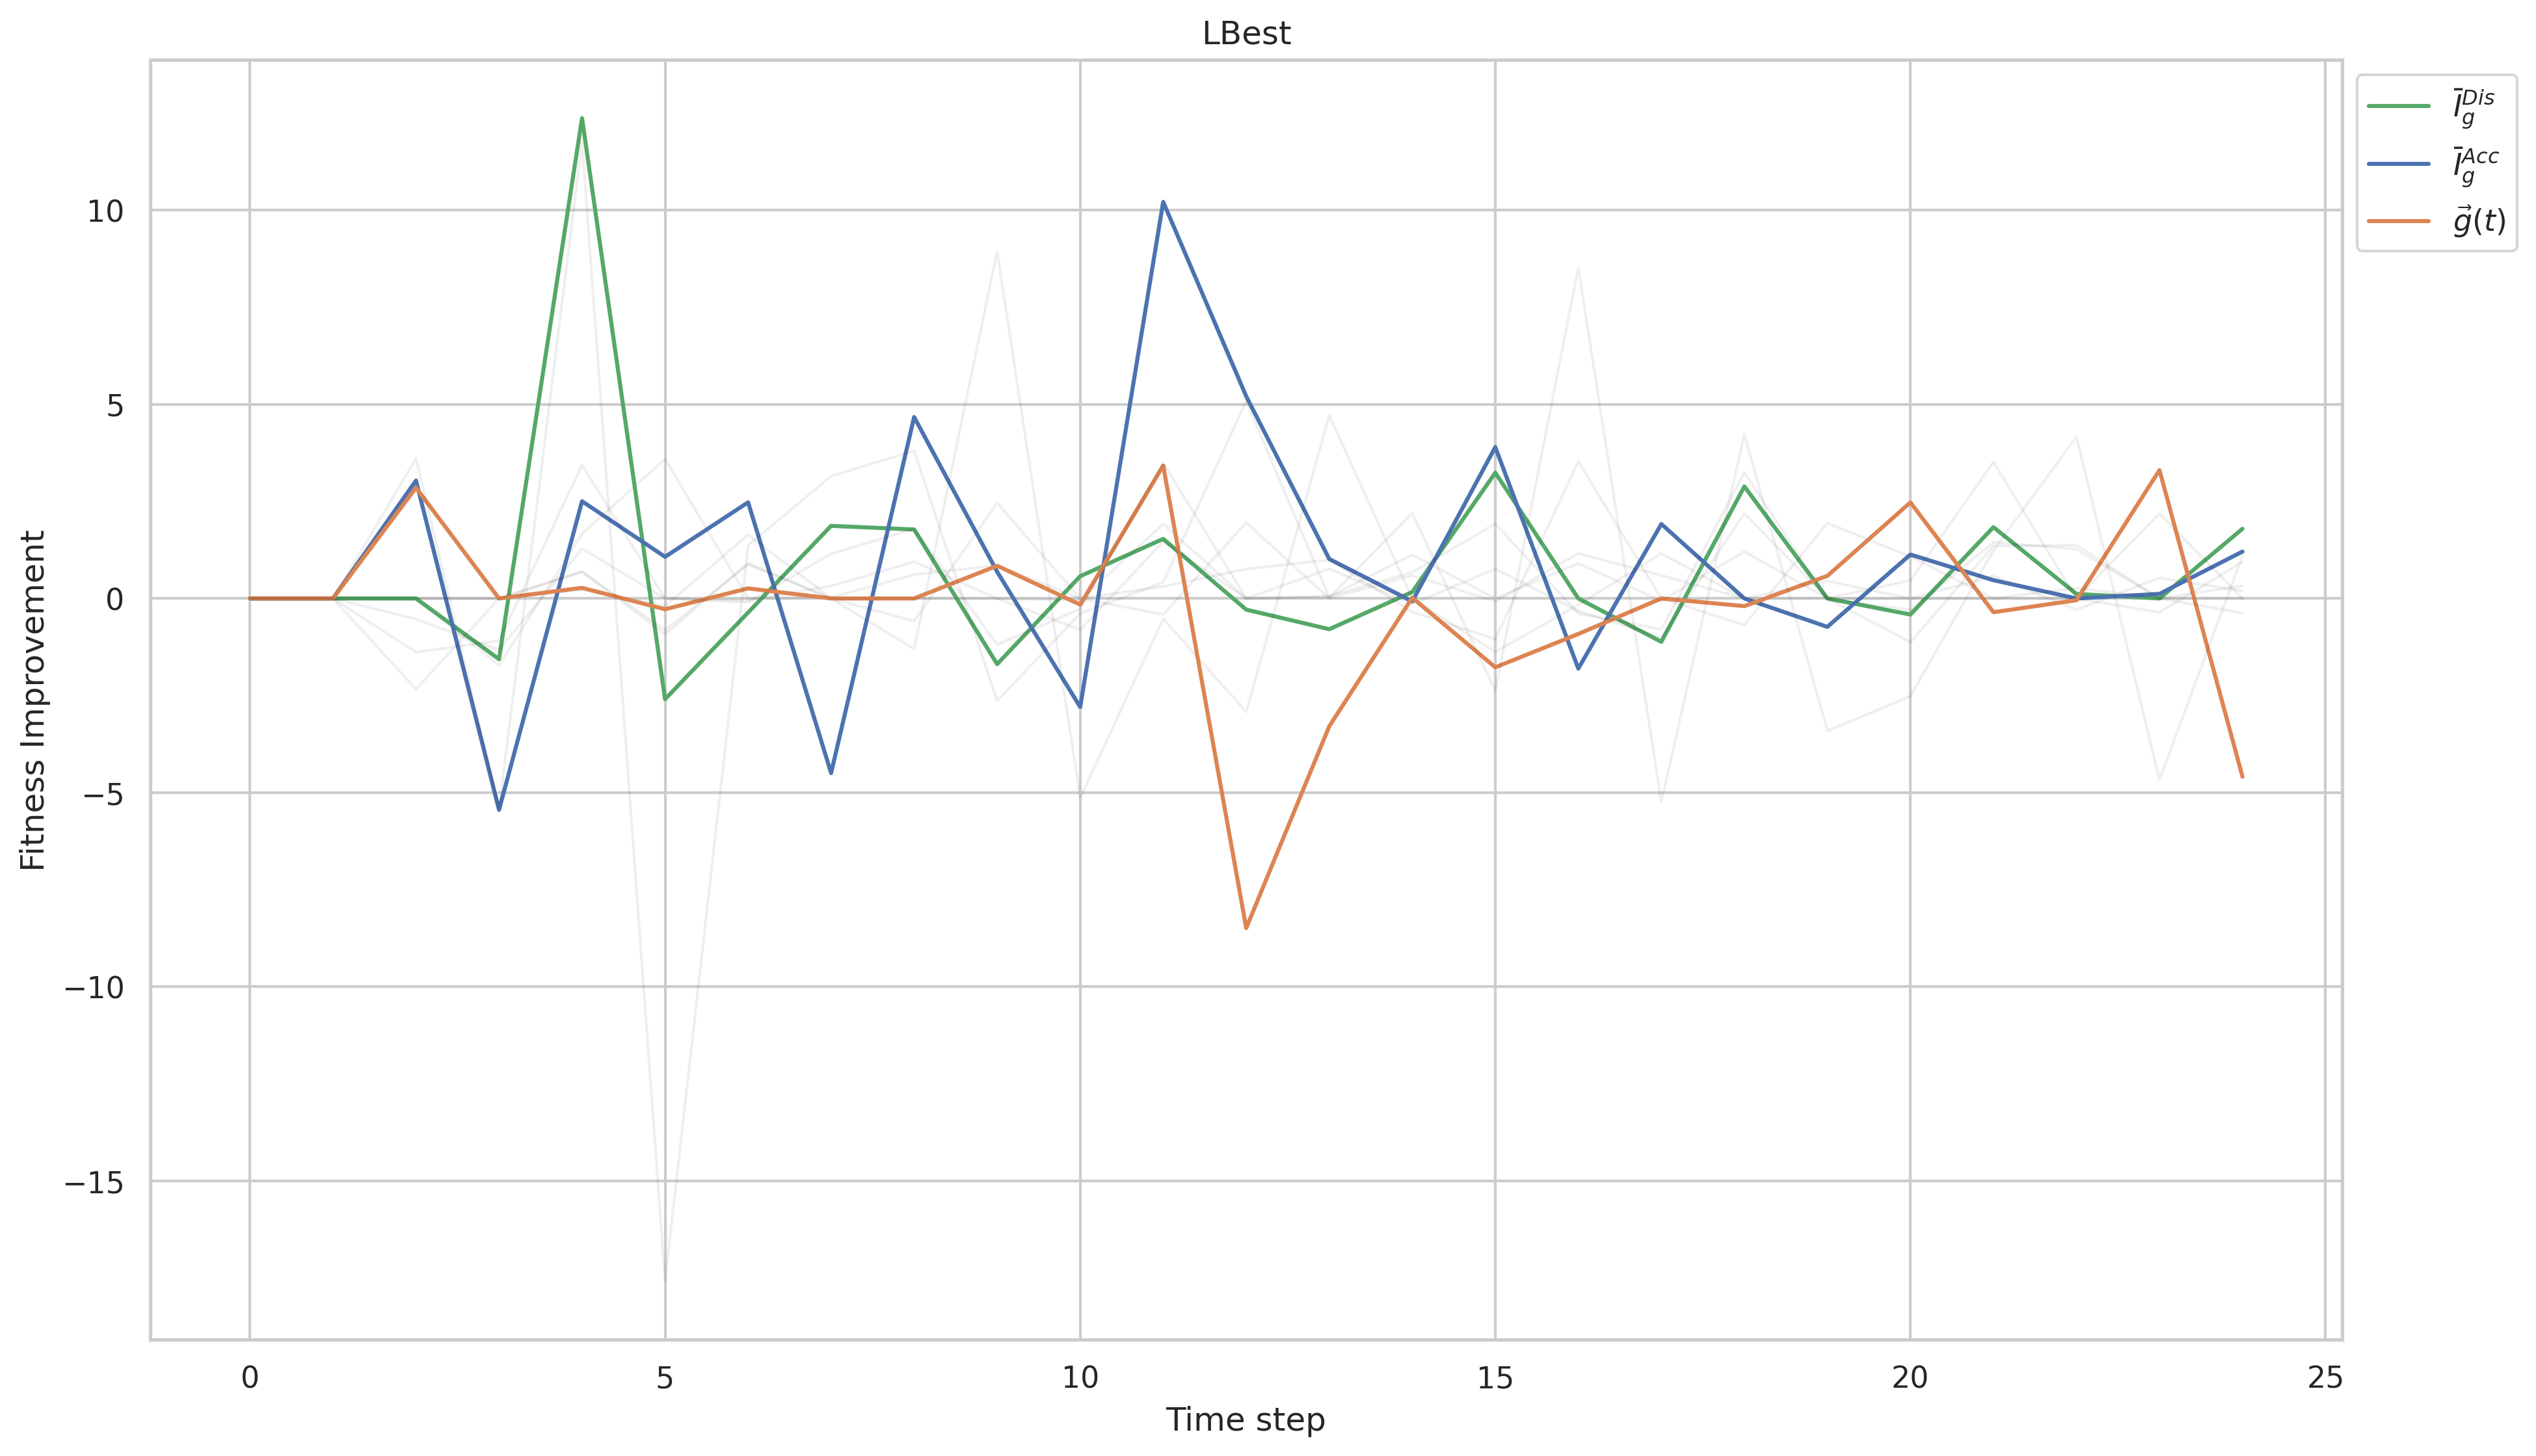 LBest
Fitness Improvement
10
5
0
−5
−10
−15
0 5 10 15 20 25
Time step
Ī_g^{Dis}
Ī_g^{Acc}
g⃗(t)